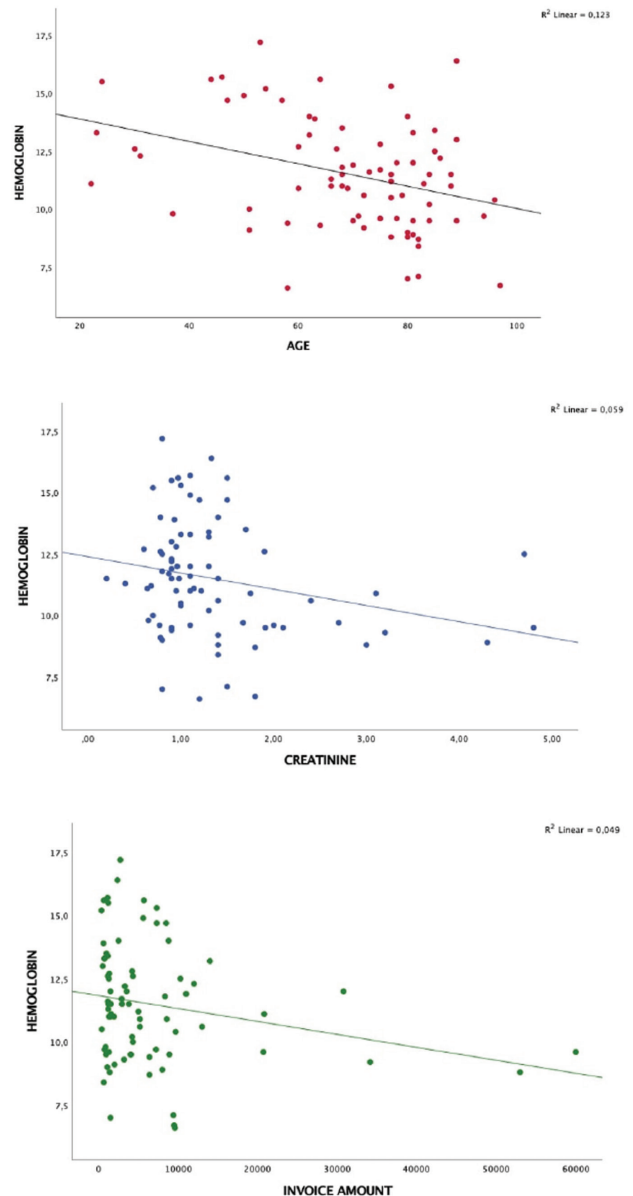 R² Linear = 0,123
17,5
15,0
12,5
10,0
7,5
HEMOGLOBIN
20 40 60 80 100
AGE
R² Linear = 0,059
17,5
15,0
12,5
10,0
7,5
HEMOGLOBIN
,00 1,00 2,00 3,00 4,00 5,00
CREATININE
R² Linear = 0,049
17,5
15,0
12,5
10,0
7,5
HEMOGLOBIN
0 10000 20000 30000 40000 50000 60000
INVOICE AMOUNT